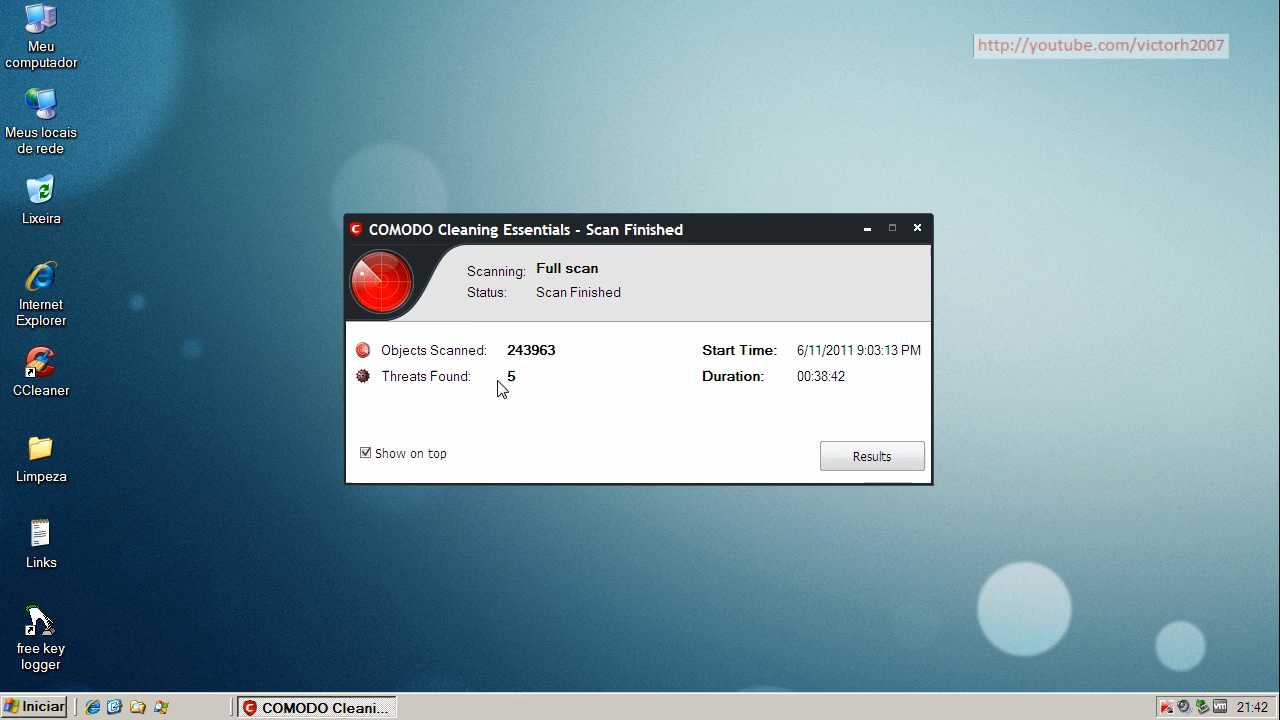 Meu
computador
Meus locais
de rede
Lixeira
Internet
Explorer
CCleaner
Limpeza
Links
free key
logger
http://youtube.com/victorh2007
COMODO Cleaning Essentials - Scan Finished
Scanning: Full scan
Status: Scan Finished
Objects Scanned: 243963
Start Time: 6/11/2011 9:03:13 PM
Threats Found: 5
Duration: 00:38:42
Show on top
Results
Iniciar
COMODO Cleani...
vm
21:42